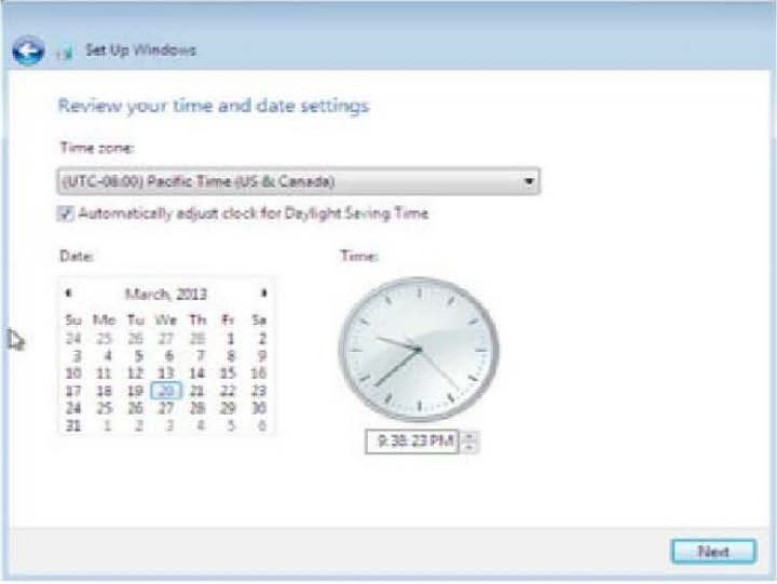 Set Up Windows
Review your time and date settings
Time zone:
(UTC-08:00) Pacific Time (US & Canada)
Automatically adjust clock for Daylight Saving Time
Date:
Time:
March, 2013
Su Mo Tu We Th Fr Sa
24 25 26 27 28 1 2
3 4 5 6 7 8 9
10 11 12 13 14 15 16
17 18 19 20 21 22 23
24 25 26 27 28 29 30
31 1 2 3 4 5 6
9:38:23 PM
Next